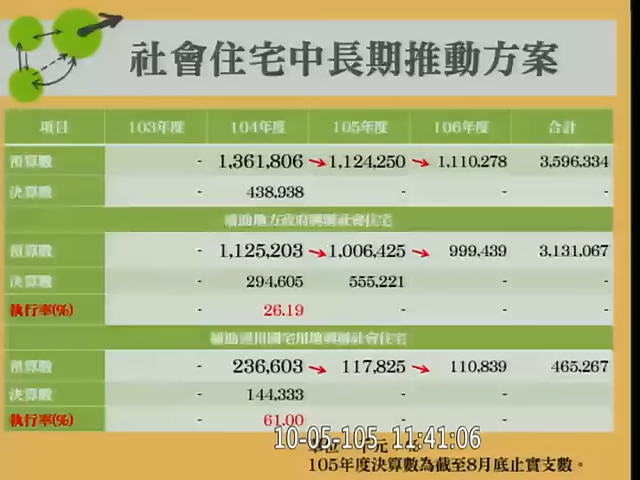 社會住宅中長期推動方案
項目 103年度 104年度 105年度 106年度 合計
預算數 - 1,361,806 1,124,250 1,110,278 3,596,334
決算數 - 438,938 - - -
補助地方政府興辦社會住宅
預算數 - 1,125,203 1,006,425 999,439 3,131,067
決算數 - 294,605 555,221 - -
執行率(%) - 26.19 - - -
補助運用國宅用地興辦社會住宅
預算數 - 236,603 117,825 110,839 465,267
決算數 - 144,333 - - -
執行率(%) - 61.00 - - -
10-05-105 11:41:06
105年度決算數為截至8月底止實支數。